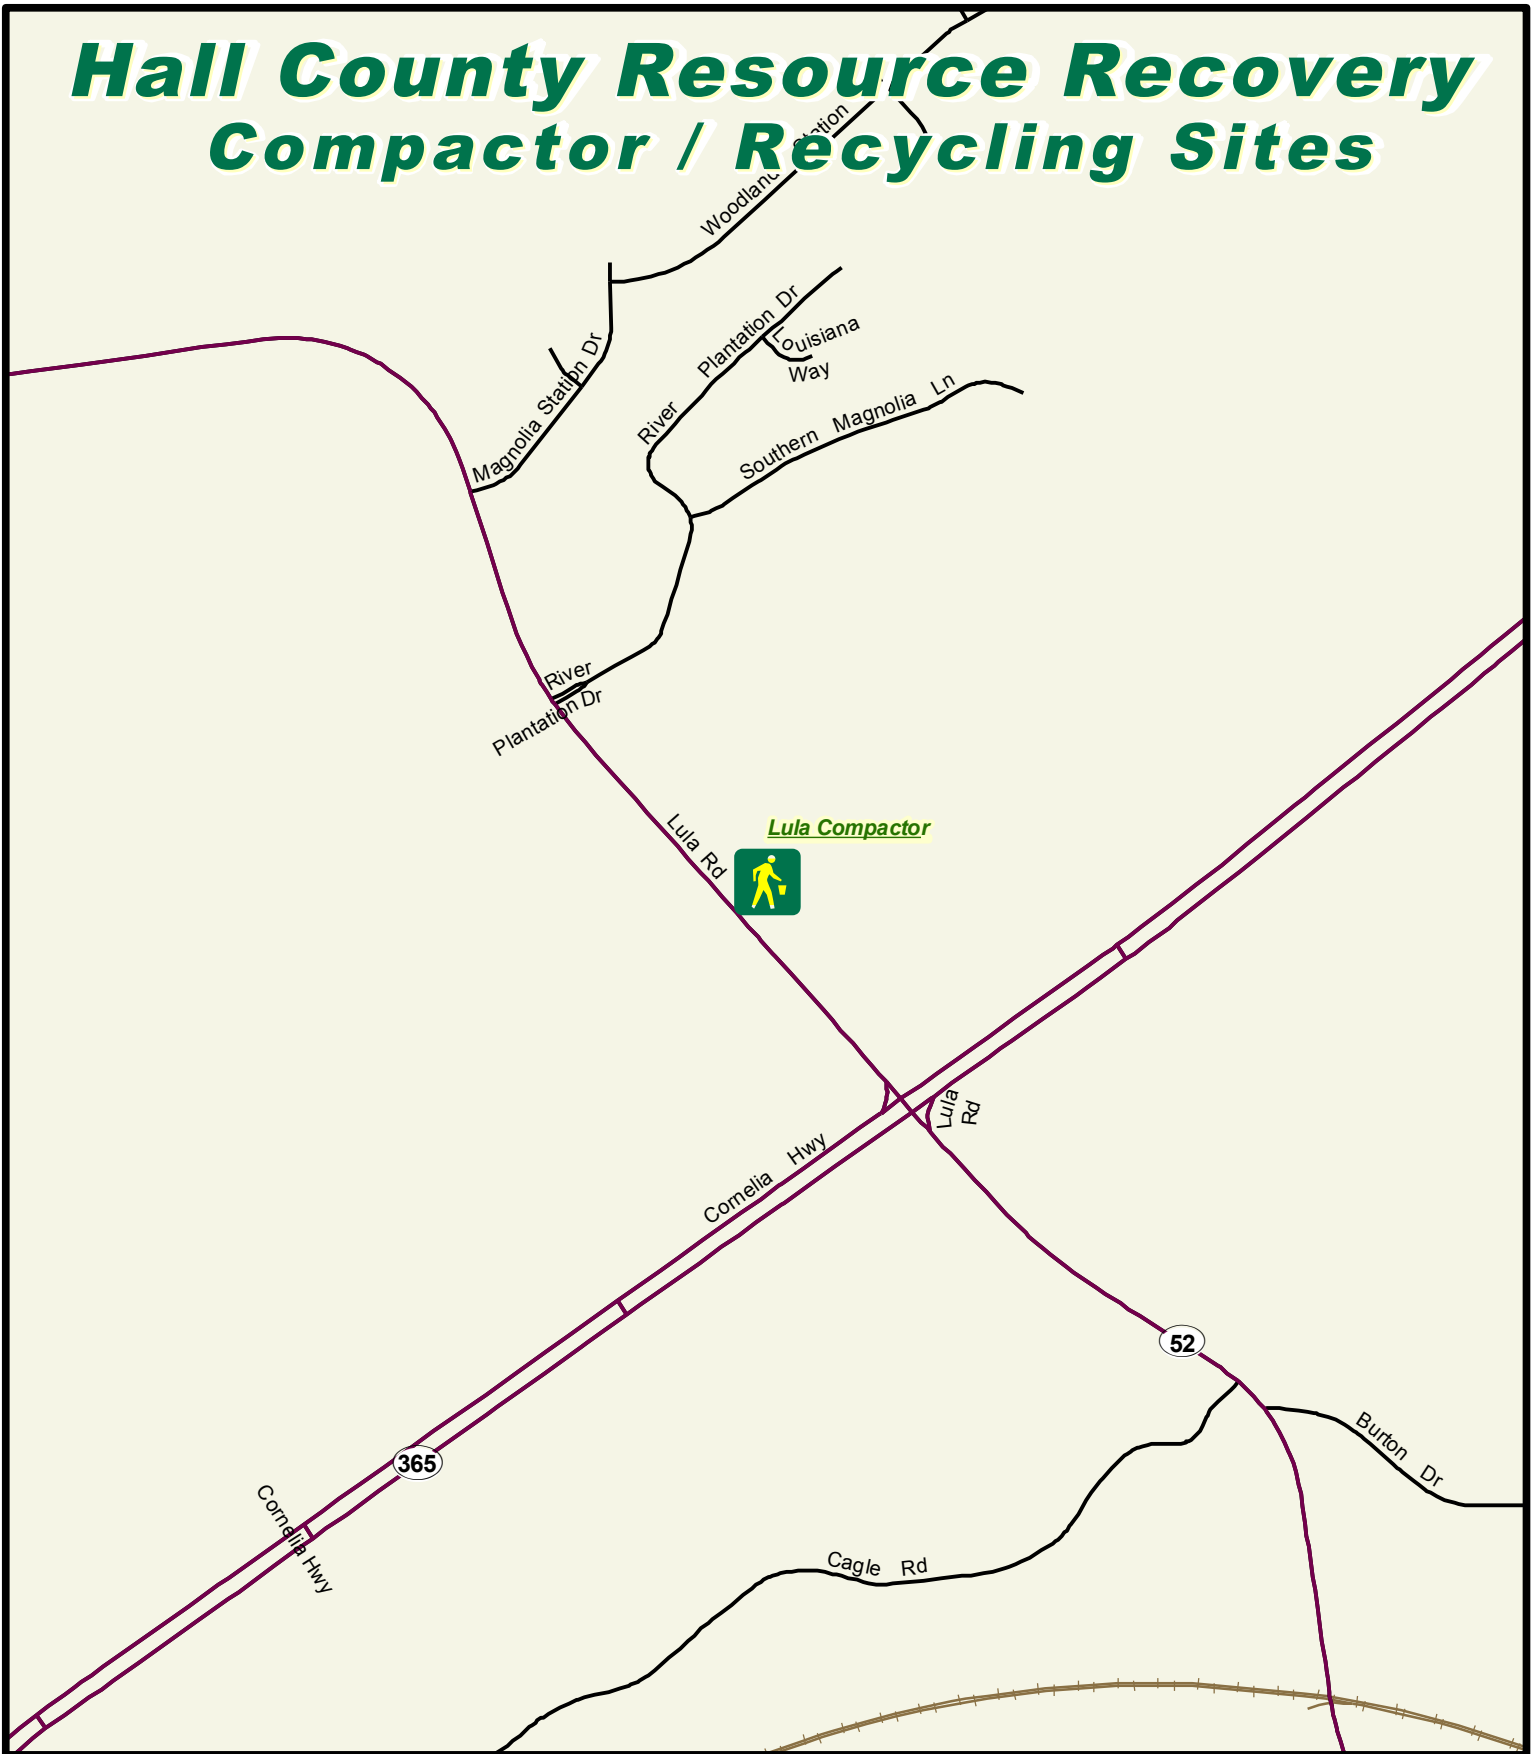 Hall County Resource Recovery
Compactor / Recycling Sites
Woodland Station
Plantation Dr
River
Louisiana
Way
Magnolia Station Dr
Southern Magnolia Ln
River
Plantation Dr
Lula Rd
Lula Compactor
Lula
Rd
Cornelia Hwy
52
365
Cornelia Hwy
Burton Dr
Cagle Rd